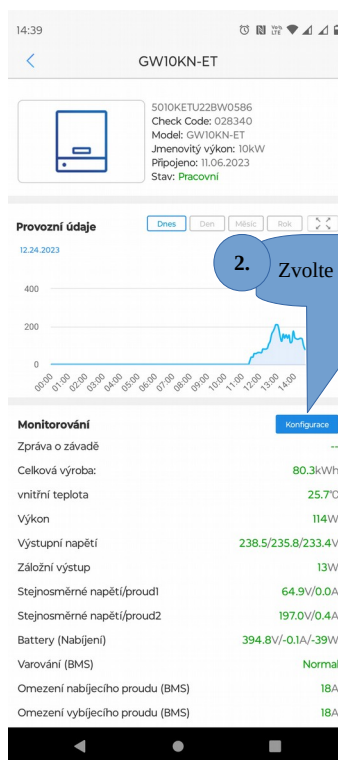 14:39
Vo)) LTE
GW10KN-ET
5010KETU22BW0586
Check Code: 028340
Model: GW10KN-ET
Jmenovitý výkon: 10kW
Připojeno: 11.06.2023
Stav: Pracovní
Provozní údaje
Dnes Den Měsíc Rok
12.24.2023
2. Zvolte
400
200
0
00:00 01:00 02:00 03:00 04:00 05:00 06:00 07:00 08:00 09:00 10:00 11:00 12:00 13:00 14:00
Monitorování Konfigurace
Zpráva o závadě --
Celková výroba: 80.3kWh
vnitřní teplota 25.7°C
Výkon 114W
Výstupní napětí 238.5/235.8/233.4V
Záložní výstup 13W
Stejnosměrné napětí/proud1 64.9V/0.0A
Stejnosměrné napětí/proud2 197.0V/0.4A
Battery (Nabíjení) 394.8V/-0.1A/-39W
Varování (BMS) Normal
Omezení nabíjecího proudu (BMS) 18A
Omezení vybíjecího proudu (BMS) 18A